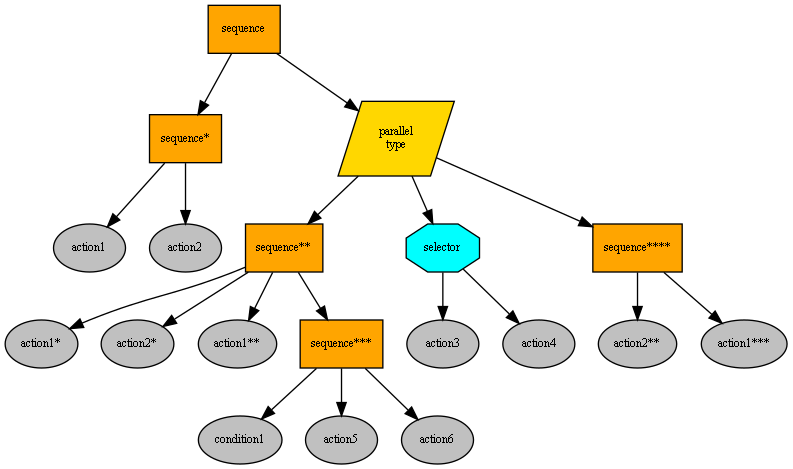 sequence
sequence*
parallel
type
action1
action2
sequence**
selector
sequence****
action1*
action2*
action1**
sequence***
action3
action4
action2**
action1***
condition1
action5
action6